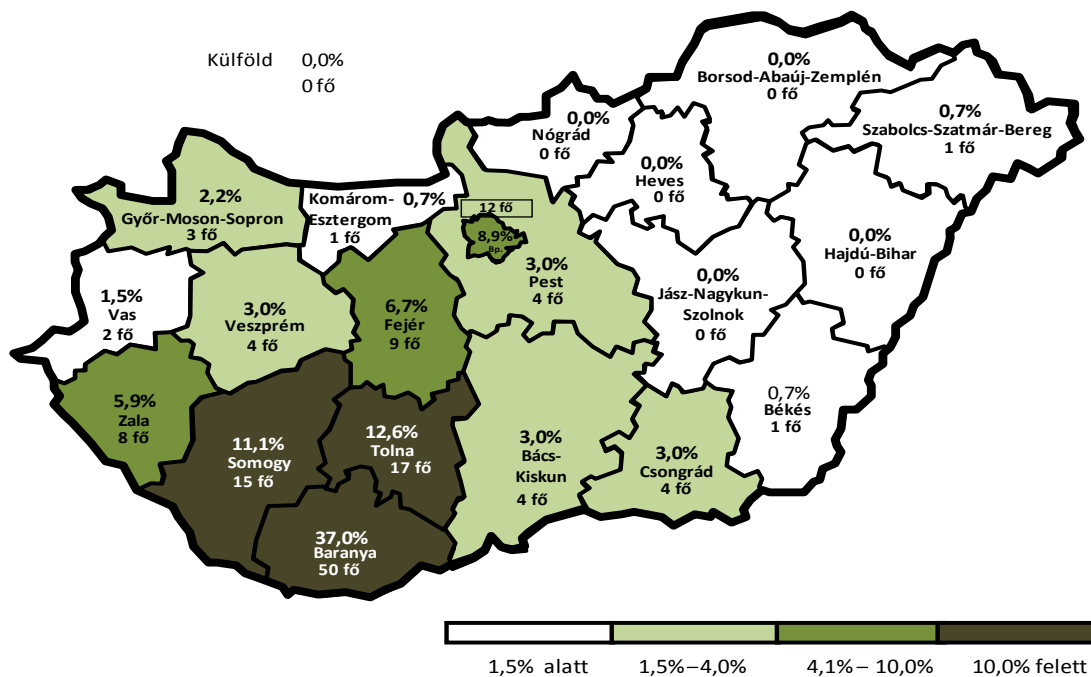 Külföld 0,0%
0 fő
0,0%
Borsod-Abaúj-Zemplén
0 fő
0,7%
Szabolcs-Szatmár-Bereg
1 fő
0,0%
Nógrád
0 fő
0,0%
Heves
0 fő
2,2%
Győr-Moson-Sopron
3 fő
Komárom-
Esztergom
0,7%
1 fő
12 fő
8,9%
Bp.
3,0%
Pest
4 fő
0,0%
Hajdú-Bihar
0 fő
0,0%
Jász-Nagykun-
Szolnok
0 fő
1,5%
Vas
2 fő
3,0%
Veszprém
4 fő
6,7%
Fejér
9 fő
5,9%
Zala
8 fő
11,1%
Somogy
15 fő
12,6%
Tolna
17 fő
3,0%
Bács-
Kiskun
4 fő
3,0%
Csongrád
4 fő
0,7%
Békés
1 fő
37,0%
Baranya
50 fő
1,5% alatt 1,5%–4,0% 4,1%– 10,0% 10,0% felett